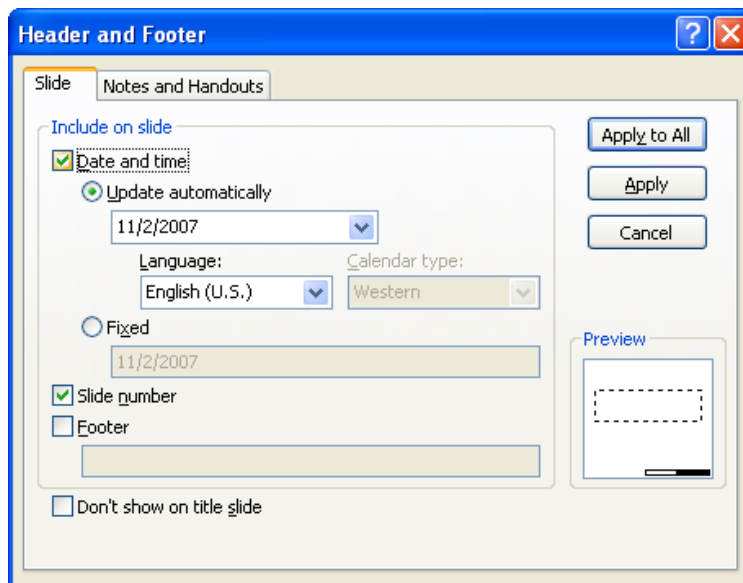 Header and Footer
Slide
Notes and Handouts
Include on slide
Date and time
Update automatically
11/2/2007
Language:
Calendar type:
English (U.S.)
Western
Fixed
11/2/2007
Slide number
Footer
Don't show on title slide
Apply to All
Apply
Cancel
Preview